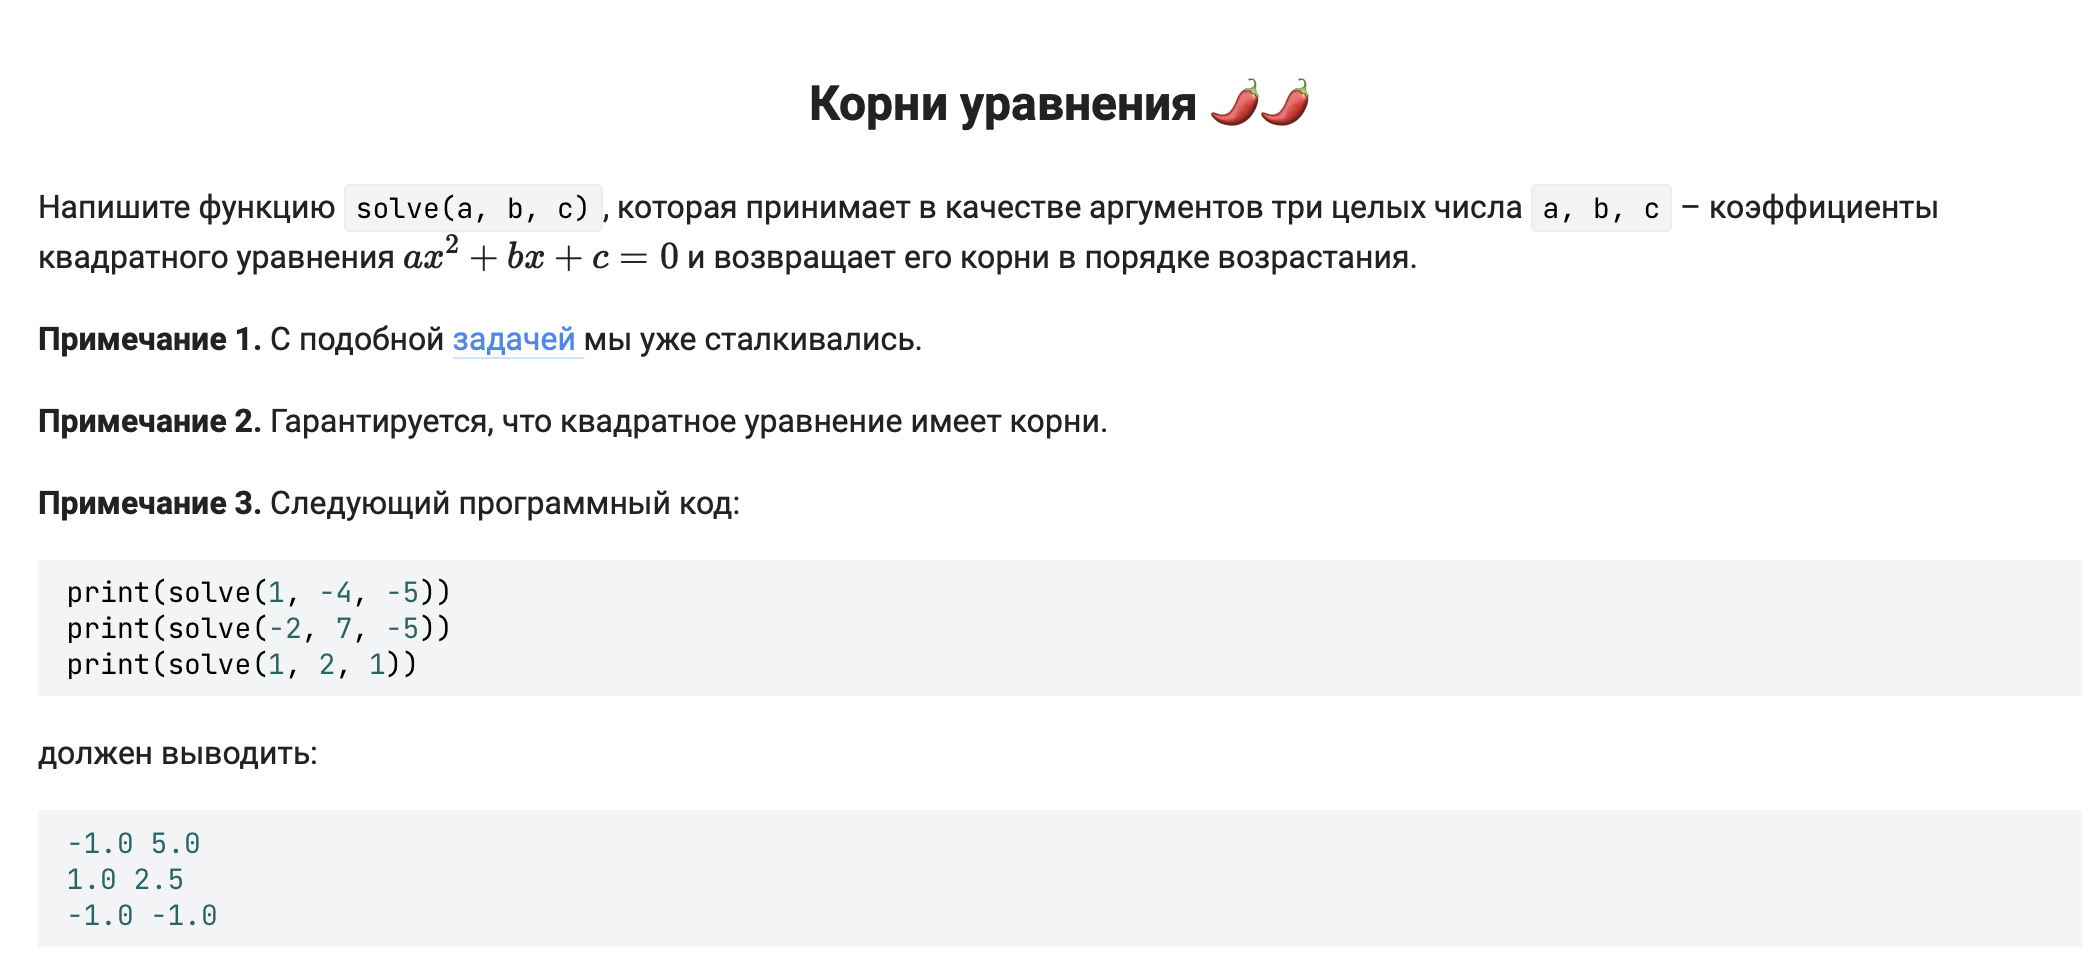 Корни уравнения 🌶️🌶️
Напишите функцию solve(a, b, c), которая принимает в качестве аргументов три целых числа a, b, c – коэффициенты
квадратного уравнения ax² + bx + c = 0 и возвращает его корни в порядке возрастания.
Примечание 1. С подобной задачей мы уже сталкивались.
Примечание 2. Гарантируется, что квадратное уравнение имеет корни.
Примечание 3. Следующий программный код:
print(solve(1, -4, -5))
print(solve(-2, 7, -5))
print(solve(1, 2, 1))
должен выводить:
-1.0 5.0
1.0 2.5
-1.0 -1.0